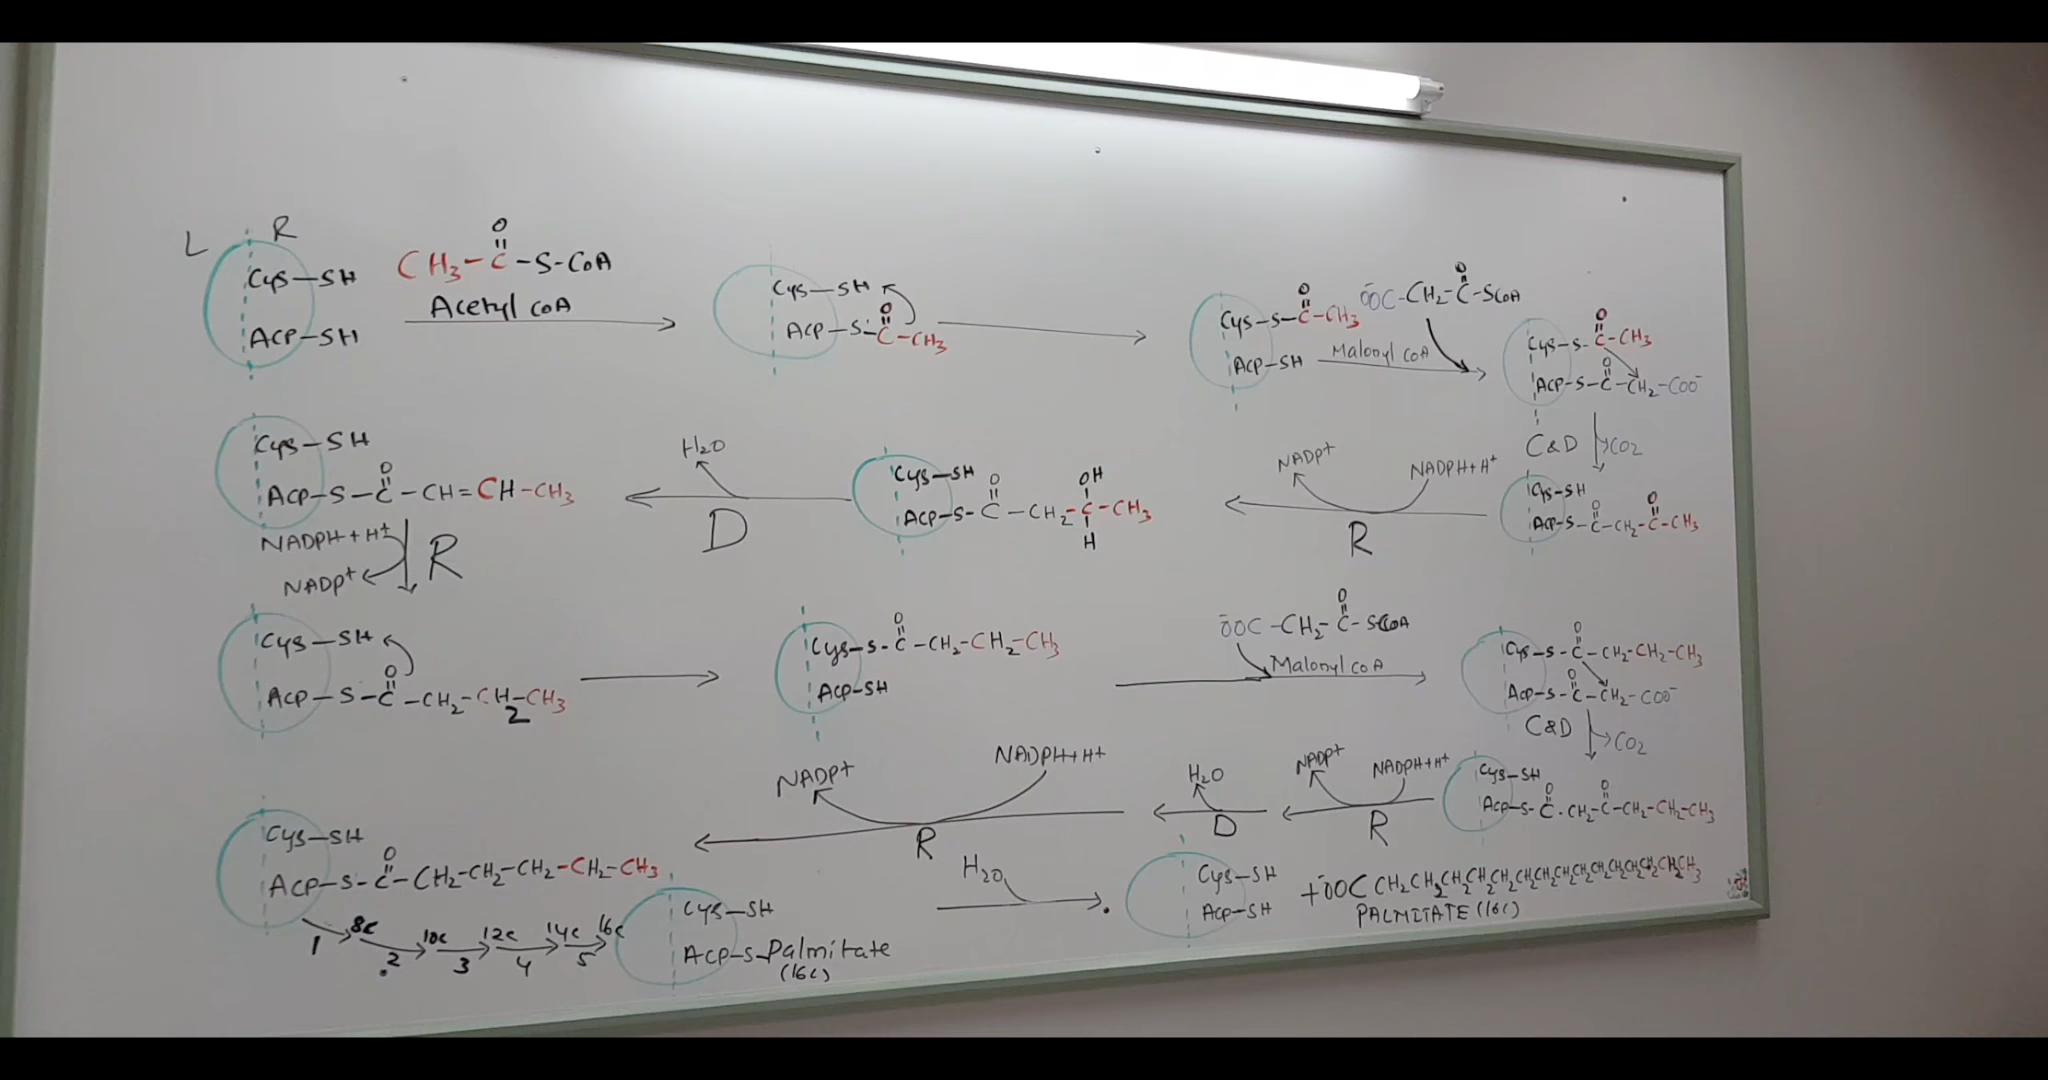 L R
Cys-SH
Acp-SH
O
CH3-C-S-CoA
Acetyl CoA
Cys-SH
O
Acp-S-C-CH3
O
Cys-S-C-CH3
Acp-SH
O
-OOC-CH2-C-SCoA
Malonyl CoA
O
Cys-S-C-CH3
O
Acp-S-C-CH2-COO-
C&D CO2
Cys-SH
O O
Acp-S-C-CH2-C-CH3
NADP+ NADPH+H+
R
Cys-SH
O OH
Acp-S-C-CH2-C-CH3
H
H2O
D
Cys-SH
O
Acp-S-C-CH=CH-CH3
NADPH+H+
NADP+
R
Cys-SH
O
Acp-S-C-CH2-CH2-CH3
O
Cys-S-C-CH2-CH2-CH3
Acp-SH
O
-OOC-CH2-C-SCoA
Malonyl CoA
O
Cys-S-C-CH2-CH2-CH3
O
Acp-S-C-CH2-COO-
C&D CO2
Cys-SH
O O
Acp-S-C-CH2-C-CH2-CH2-CH3
NADP+ NADPH+H+
R
H2O
D
NADP+ NADPH+H+
R
Cys-SH
O
Acp-S-C-CH2-CH2-CH2-CH2-CH3
8C 10C 12C 14C 16C
1 2 3 4 5
Cys-SH
Acp-S-Palmitate
(16C)
H2O
Cys-SH
Acp-SH
+-OOC CH2CH2CH2CH2CH2CH2CH2CH2CH2CH2CH2CH2CH2CH2CH3
PALMITATE (16C)